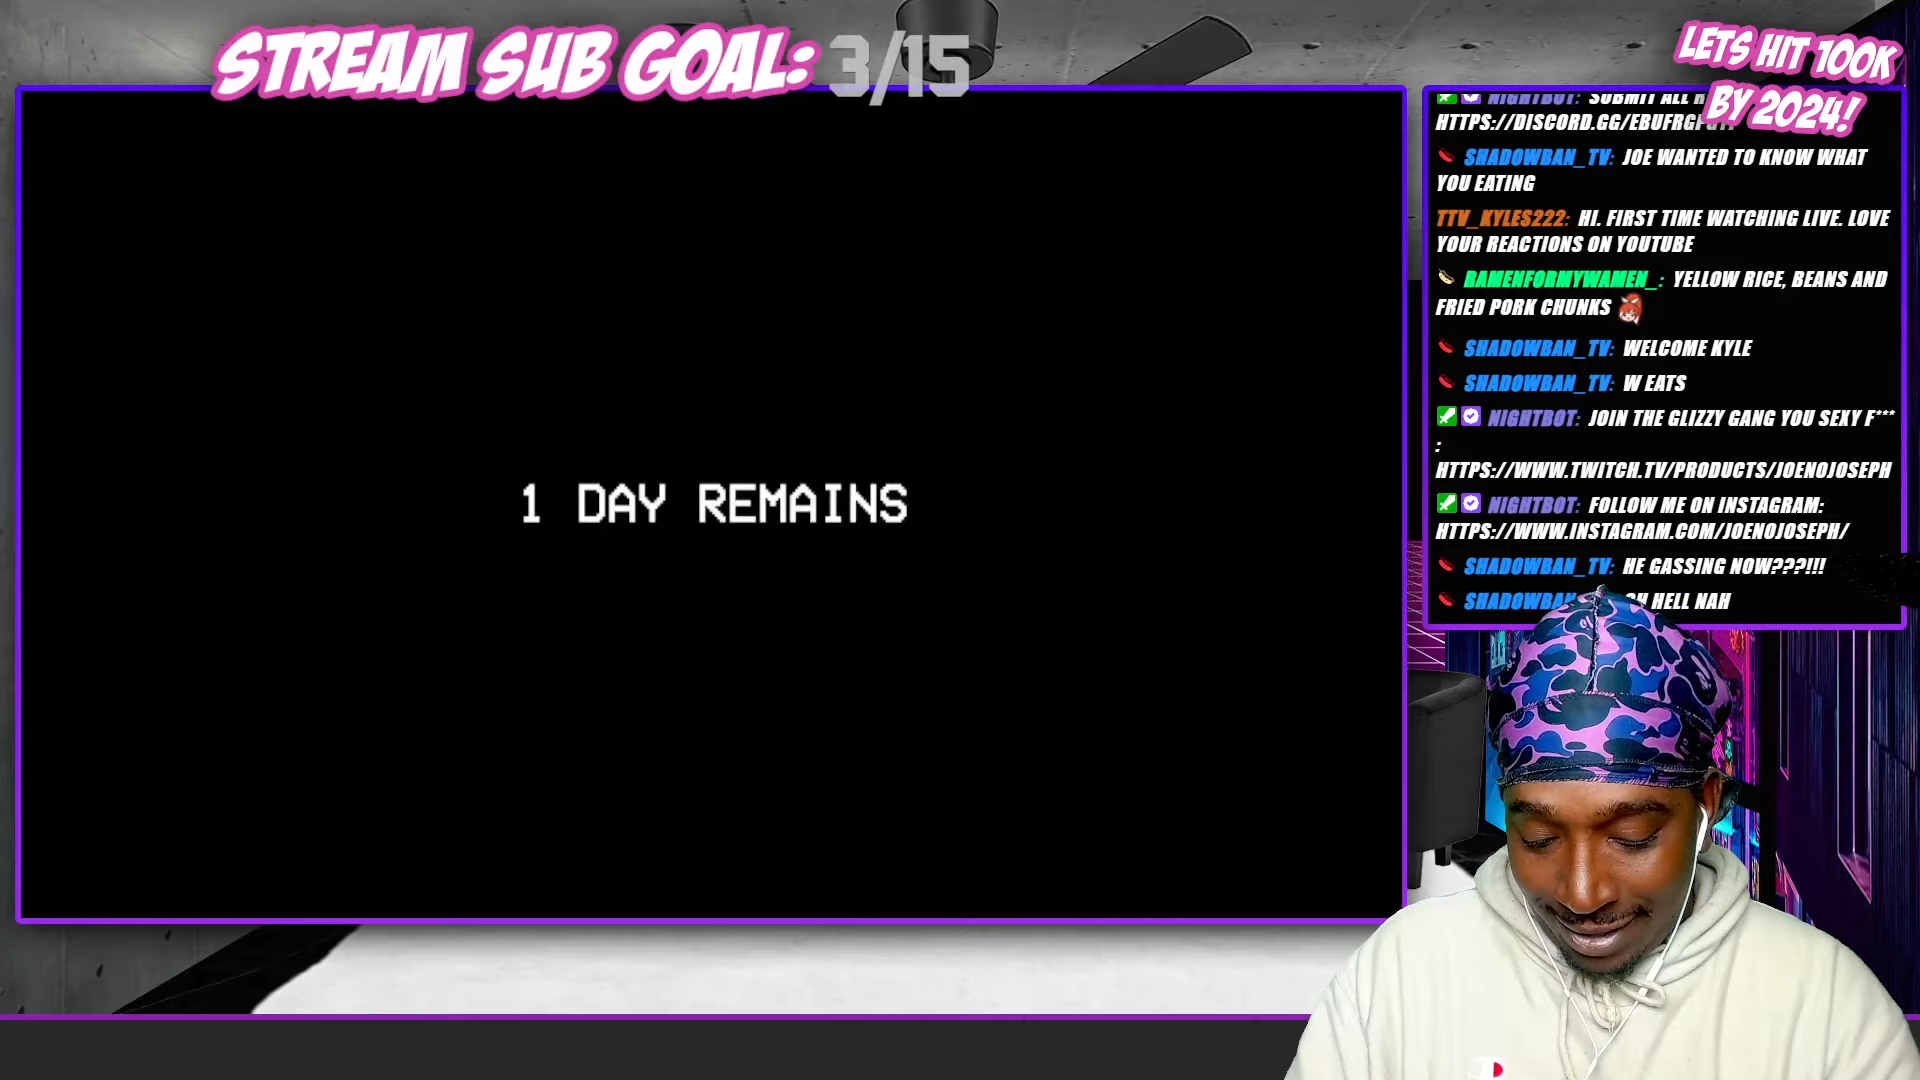 STREAM SUB GOAL: 3/15
LETS HIT 100K
BY 2024!
1 DAY REMAINS
NIGHTBOT: SUBMIT ALL
HTTPS://DISCORD.GG/
SHADOWBAN_TV: JOE WANTED TO KNOW WHAT
YOU EATING
TTV_KYLES222: HI. FIRST TIME WATCHING LIVE. LOVE
YOUR REACTIONS ON YOUTUBE
RAMENFORMYWAMEN_: YELLOW RICE, BEANS AND
FRIED PORK CHUNKS
SHADOWBAN_TV: WELCOME KYLE
SHADOWBAN_TV: W EATS
NIGHTBOT: JOIN THE GLIZZY GANG YOU SEXY F***
:
HTTPS://WWW.TWITCH.TV/PRODUCTS/JOENOJOSEPH
NIGHTBOT: FOLLOW ME ON INSTAGRAM:
HTTPS://WWW.INSTAGRAM.COM/JOENOJOSEPH/
SHADOWBAN_TV: HE GASSING NOW???!!!
SHADOWBAN HELL NAH